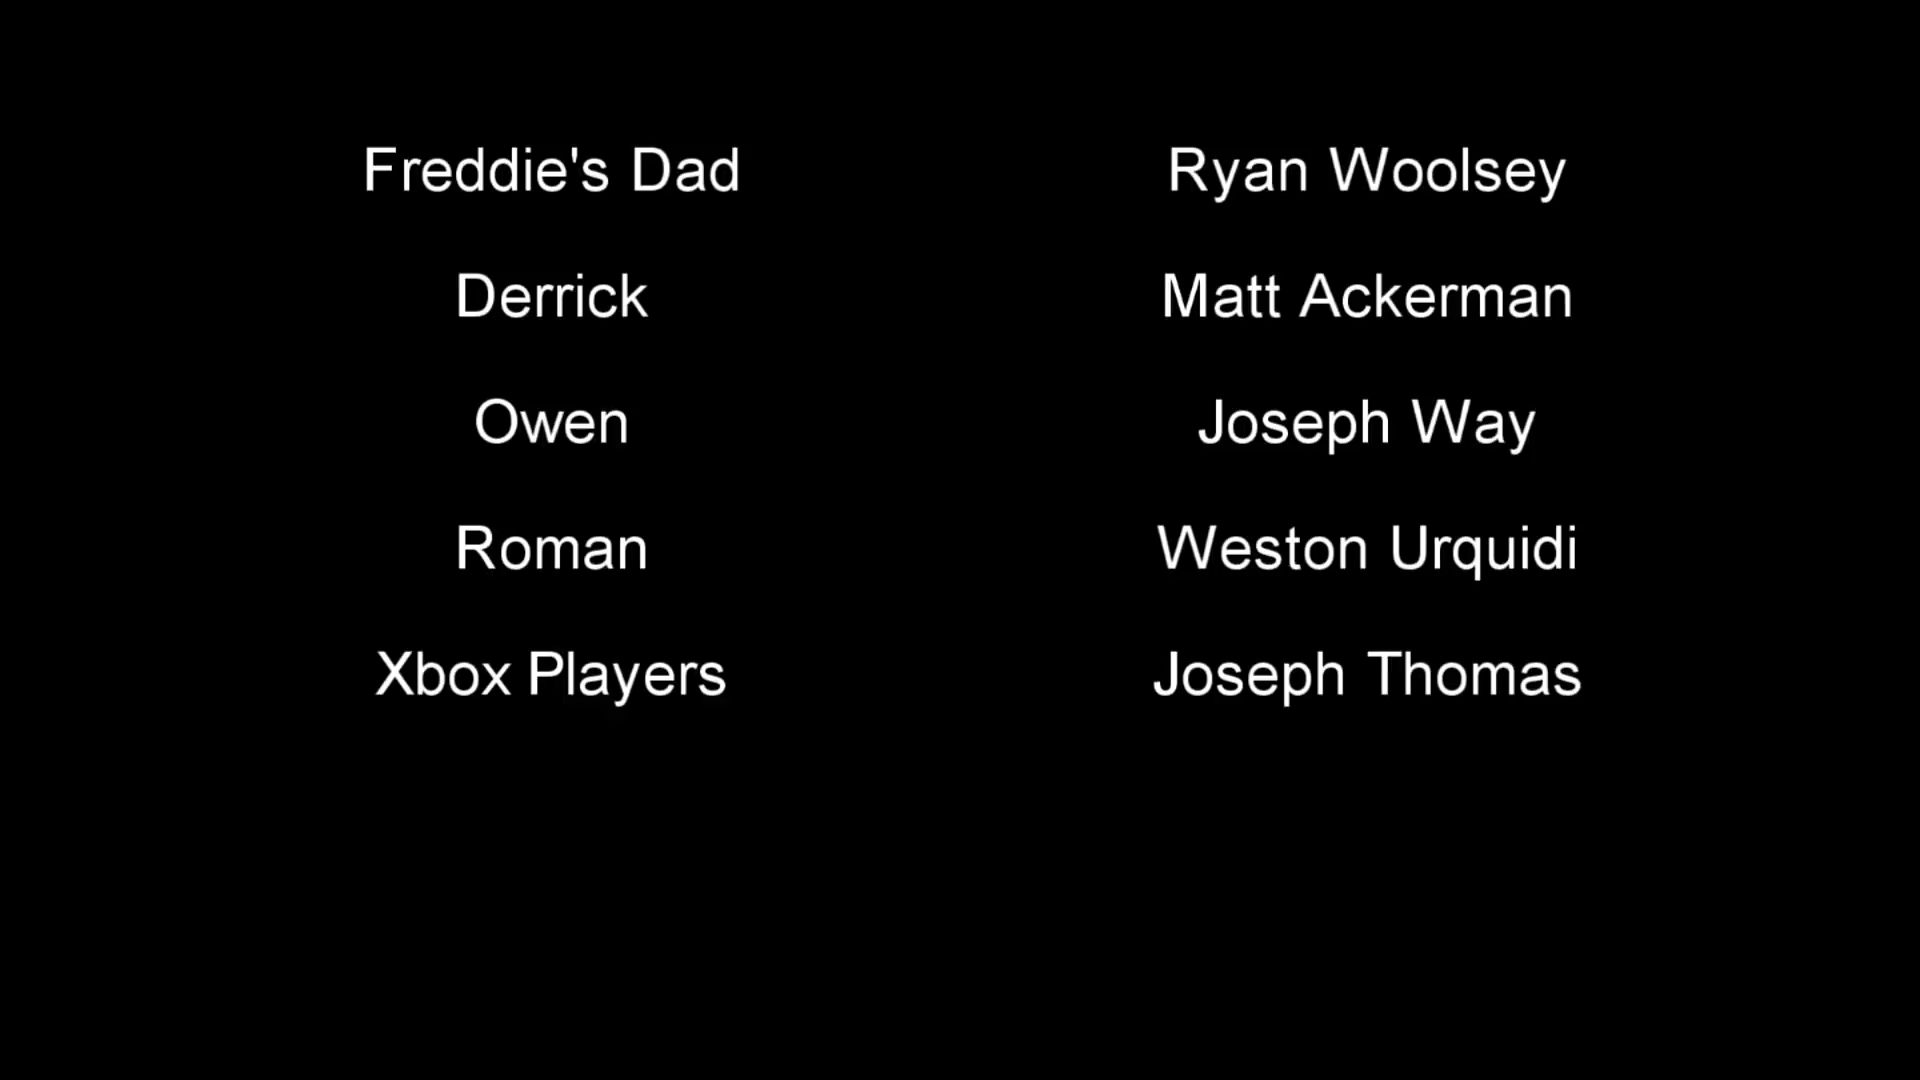 Freddie's Dad Ryan Woolsey
Derrick Matt Ackerman
Owen Joseph Way
Roman Weston Urquidi
Xbox Players Joseph Thomas